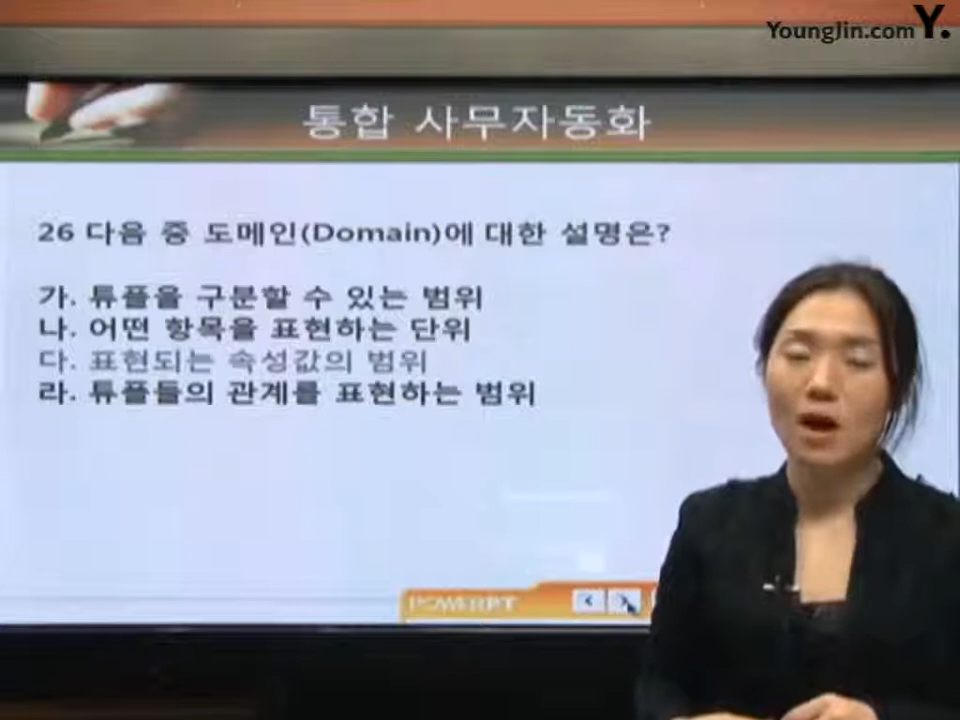 YoungJin.com Y.
통합 사무자동화
26 다음 중 도메인(Domain)에 대한 설명은?
가. 튜플을 구분할 수 있는 범위
나. 어떤 항목을 표현하는 단위
다. 표현되는 속성값의 범위
라. 튜플들의 관계를 표현하는 범위
POWERPT